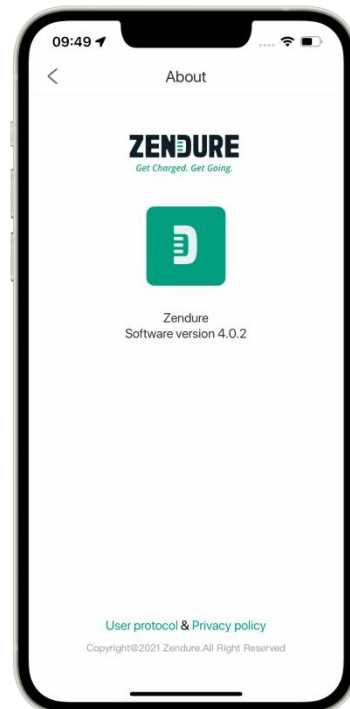 09:49
About
ZENDURE
Get Charged. Get Going.
Zendure
Software version 4.0.2
User protocol & Privacy policy
Copyright@2021 Zendure.All Right Reserved